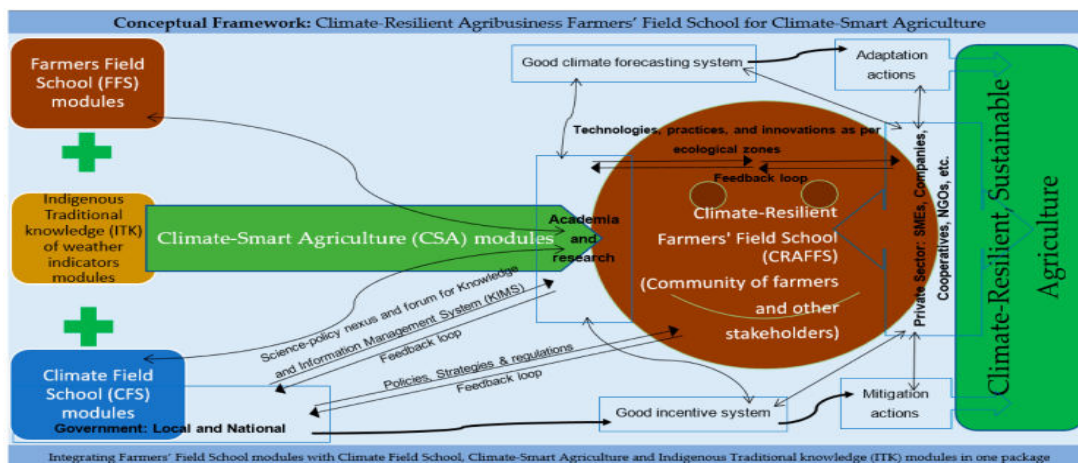 Conceptual Framework: Climate-Resilient Agribusiness Farmers' Field School for Climate-Smart Agriculture
Farmers Field
School (FFS)
modules
Indigenous
Traditional
knowledge (ITK)
of weather
indicators
modules
Climate Field
School (CFS)
modules
Government: Local and National
Climate-Smart Agriculture (CSA) modules
Academia
and
research
Science-policy nexus and forum for Knowledge
and Information Management System (KIMS)
Feedback loop
Policies, Strategies & regulations
Feedback loop
Good climate forecasting system
Adaptation
actions
Technologies, practices, and innovations as per
ecological zones
Feedback loop
Climate-Resilient
Farmers' Field School
(CRAFFS)
(Community of farmers
and other
stakeholders)
Private Sector: SMEs, Companies,
Cooperatives, NGOs, etc.
Good incentive system
Mitigation
actions
Climate-Resilient, Sustainable
Agriculture
Integrating Farmers' Field School modules with Climate Field School, Climate-Smart Agriculture and Indigenous Traditional knowledge (ITK) modules in one package